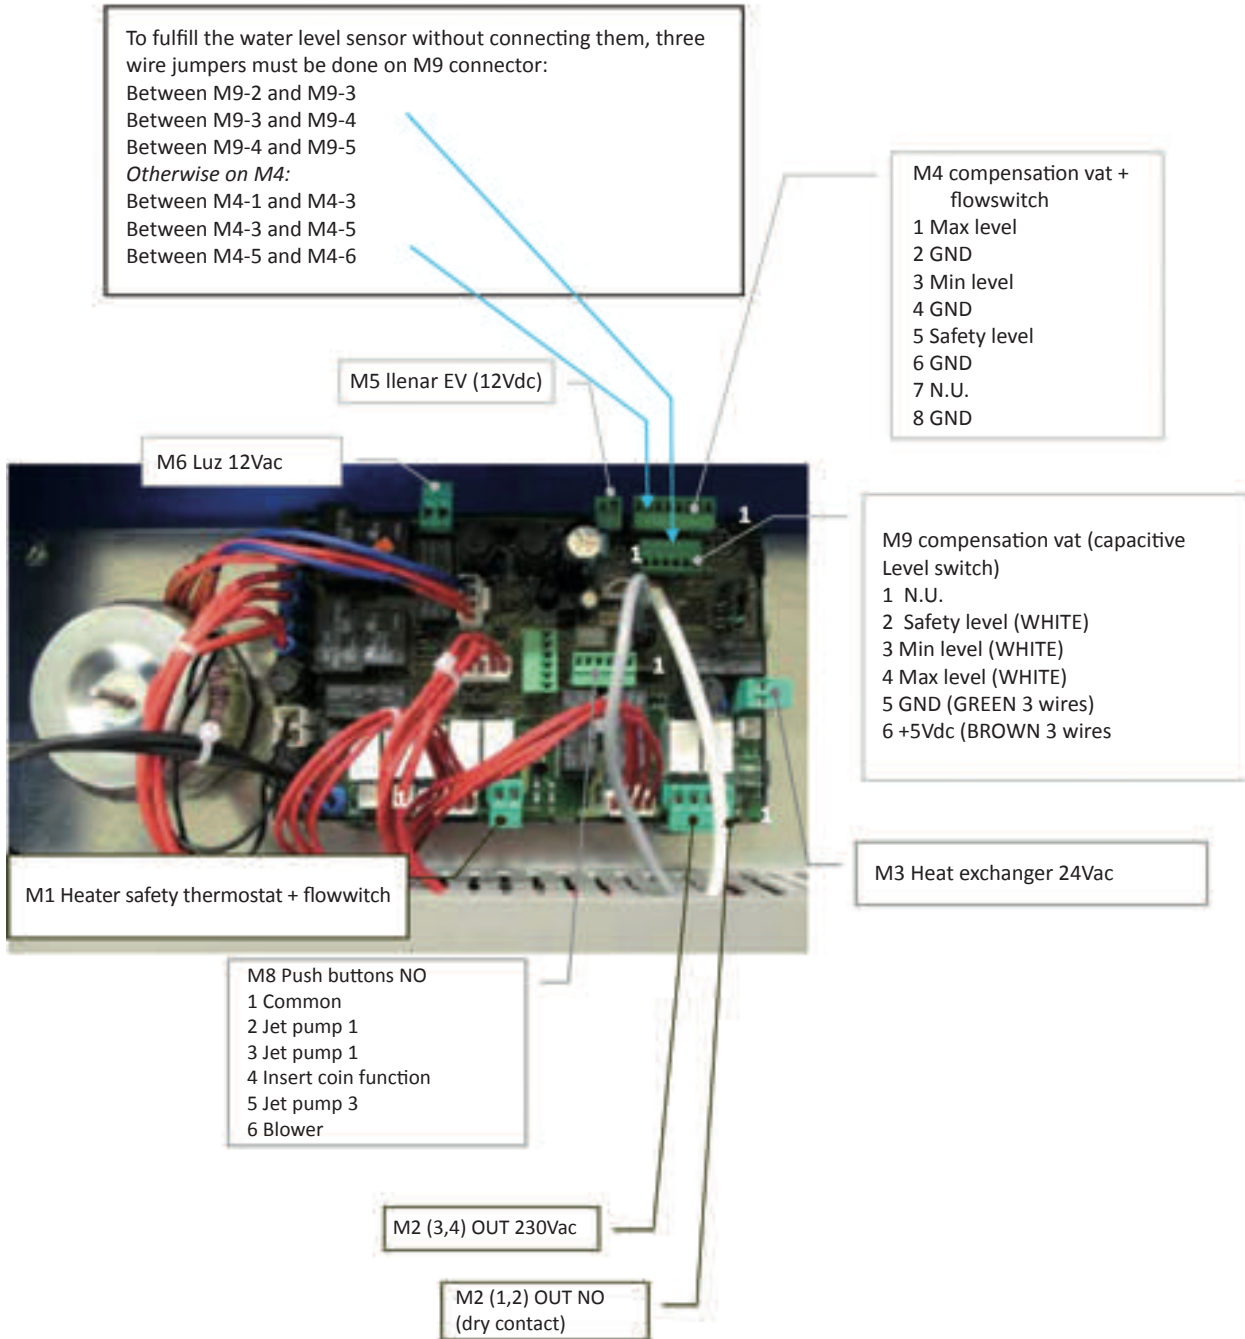 To fulfill the water level sensor without connecting them, three
wire jumpers must be done on M9 connector:
Between M9-2 and M9-3
Between M9-3 and M9-4
Between M9-4 and M9-5
Otherwise on M4:
Between M4-1 and M4-3
Between M4-3 and M4-5
Between M4-5 and M4-6
M4 compensation vat +
flowswitch
1 Max level
2 GND
3 Min level
4 GND
5 Safety level
6 GND
7 N.U.
8 GND
M5 llenar EV (12Vdc)
M6 Luz 12Vac
1
1
M9 compensation vat (capacitive
Level switch)
1 N.U.
2 Safety level (WHITE)
3 Min level (WHITE)
4 Max level (WHITE)
5 GND (GREEN 3 wires)
6 +5Vdc (BROWN 3 wires
1
1
1
M1 Heater safety thermostat + flowwitch
M3 Heat exchanger 24Vac
M8 Push buttons NO
1 Common
2 Jet pump 1
3 Jet pump 1
4 Insert coin function
5 Jet pump 3
6 Blower
M2 (3,4) OUT 230Vac
M2 (1,2) OUT NO
(dry contact)